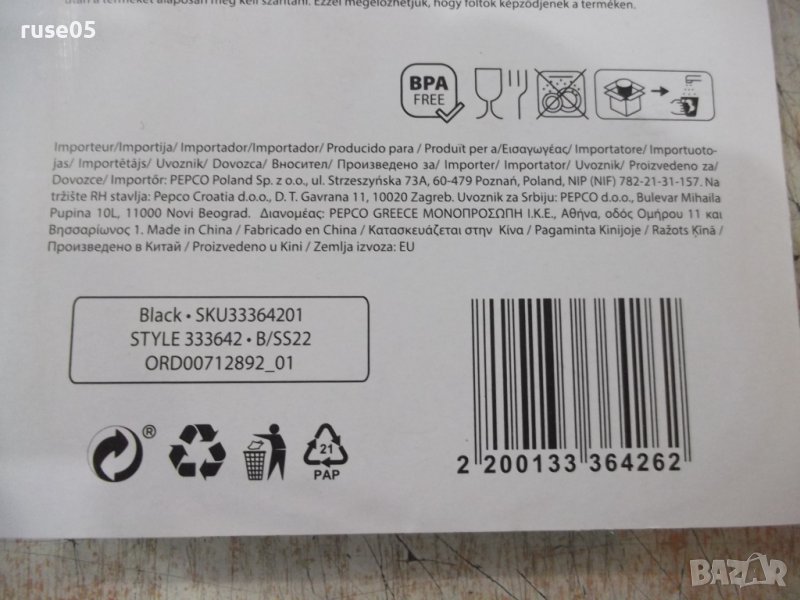 után a terméket alaposan meg kell szárítani. Ezzel megelőzhetjük, hogy foltok képződjenek a terméken.
ruse05
BPA
FREE
Importeur/Importija/ Importador/Importador/ Producido para / Produït per a/Εισαγωγέας/ Importatore/ Importuoto-
jas/ Importētājs/ Uvoznik/ Dovozca/ Вносител/ Произведено за/ Importer/ Importator/ Uvoznik/ Proizvedeno za/
Dovozce/ Importőr: PEPCO Poland Sp. z o.o., ul. Strzeszyńska 73A, 60-479 Poznań, Poland, NIP (NIF) 782-21-31-157. Na
tržište RH stavlja: Pepco Croatia d.o.o., D. T. Gavrana 11, 10020 Zagreb. Uvoznik za Srbiju: PEPCO d.o.o., Bulevar Mihaila
Pupina 10L, 11000 Novi Beograd. Διανομέας: PEPCO GREECE ΜΟΝΟΠΡΟΣΩΠΗ Ι.Κ.Ε., Αθήνα, οδός Ομήρου 11 και
Βησσαρίωνος 1. Made in China / Fabricado en China / Κατασκευάζεται στην Κίνα / Pagaminta Kinijoje / Ražots Ķīnā /
Произведено в Китай / Proizvedeno u Kini / Zemlja izvoza: EU
Black • SKU33364201
STYLE 333642 • B/SS22
ORD00712892_01
®
21
PAP
2 200133 364262
BAZAR